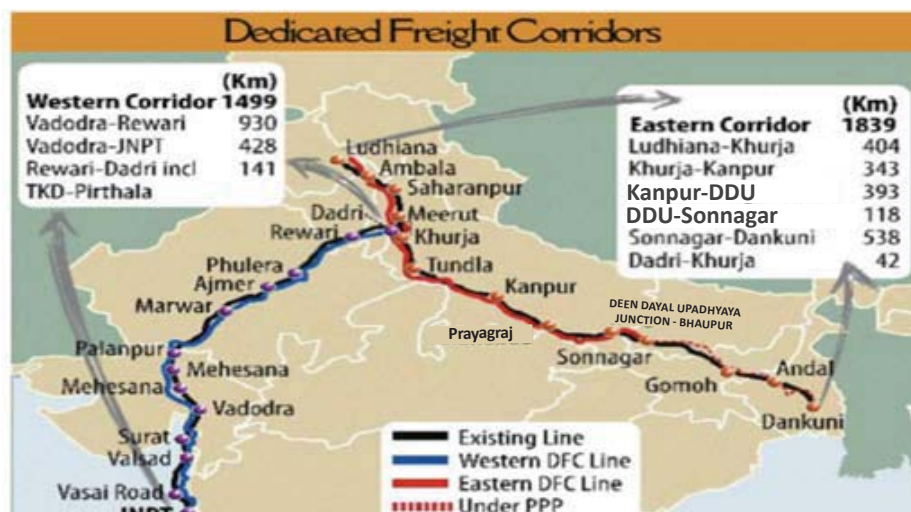 Dedicated Freight Corridors
(Km)
Western Corridor 1499
Vadodra-Rewari 930
Vadodra-JNPT 428
Rewari-Dadri incl 141
TKD-Pirthala
(Km)
Eastern Corridor 1839
Ludhiana-Khurja 404
Khurja-Kanpur 343
Kanpur-DDU 393
DDU-Sonnagar 118
Sonnagar-Dankuni 538
Dadri-Khurja 42
Ludhiana
Ambala
Saharanpur
Meerut
Dadri
Rewari
Khurja
Tundla
Phulera
Ajmer
Marwar
Kanpur
DEEN DAYAL UPADHYAYA
JUNCTION - BHAUPUR
Prayagraj
Sonnagar
Gomoh
Andal
Dankuni
Palanpur
Mehesana
Mehesana
Vadodra
Surat
Valsad
Vasai Road
JNPT
Existing Line
Western DFC Line
Eastern DFC Line
Under PPP